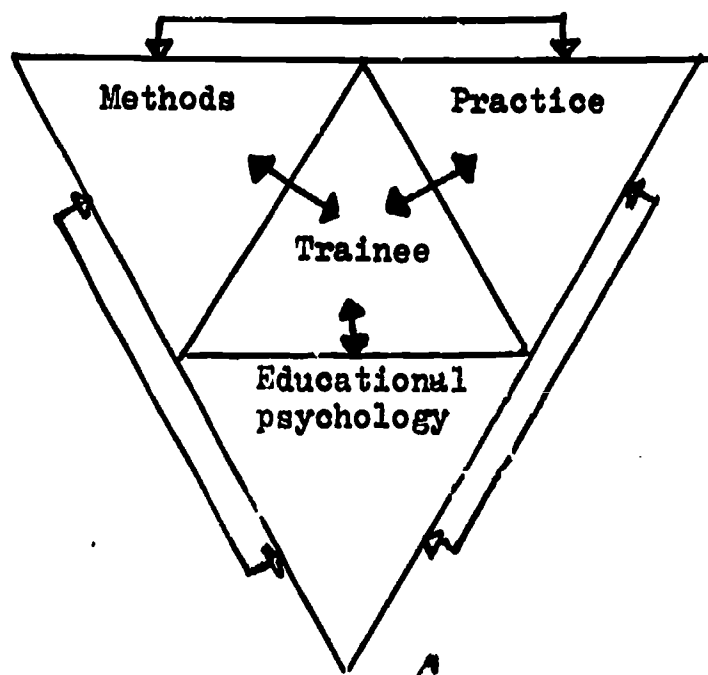 Methods
Practice
Trainee
Educational
psychology